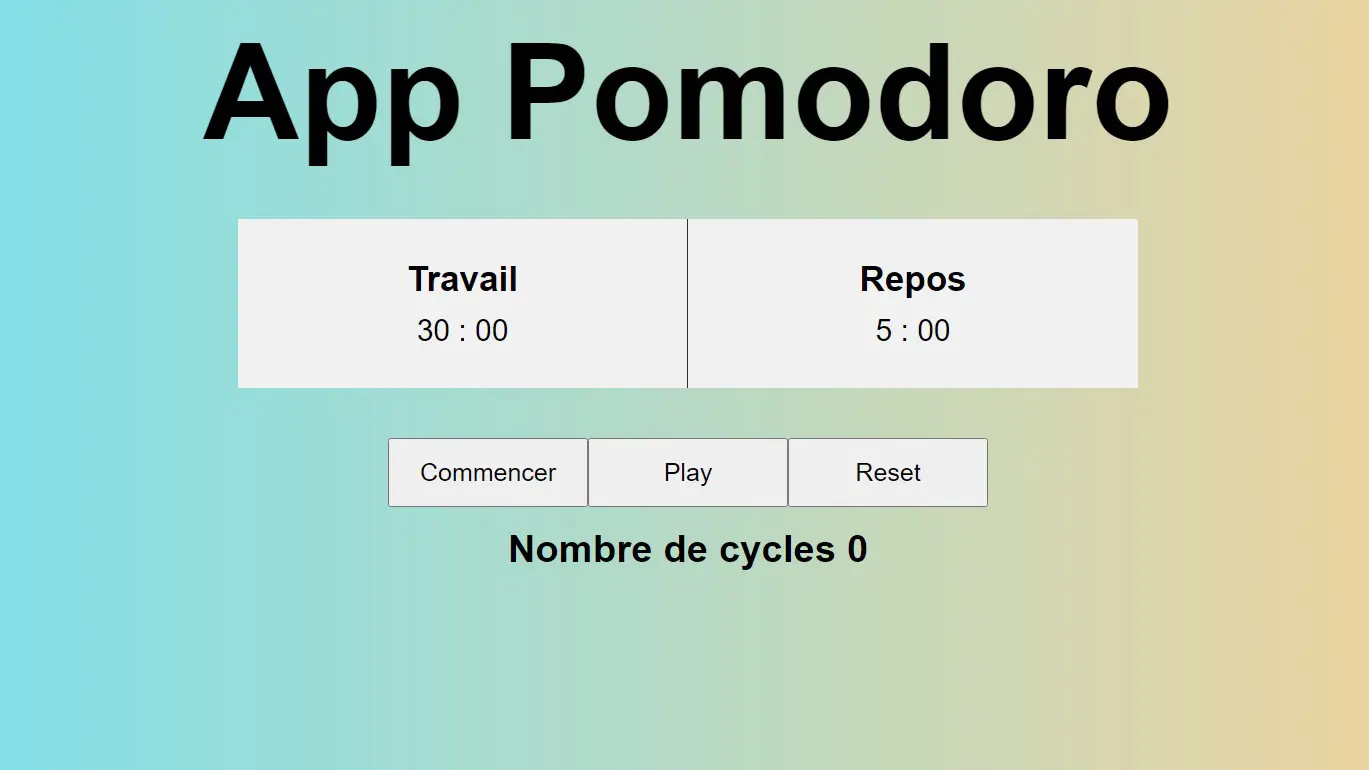 App Pomodoro
Travail
30 : 00
Repos
5 : 00
Commencer
Play
Reset
Nombre de cycles 0